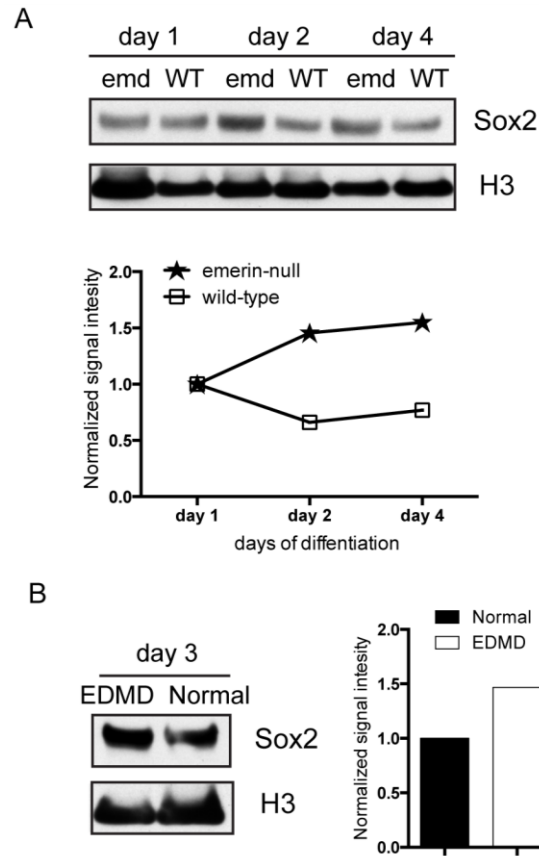 A
day 1 day 2 day 4
emd WT emd WT emd WT
Sox2
H3
Normalized signal intesity
2.0
1.5
1.0
0.5
0.0
emerin-null
wild-type
day 1 day 2 day 4
days of diffentiation
B
day 3
EDMD Normal
Sox2
H3
Normalized signal intesity
2.0
1.5
1.0
0.5
0.0
Normal
EDMD